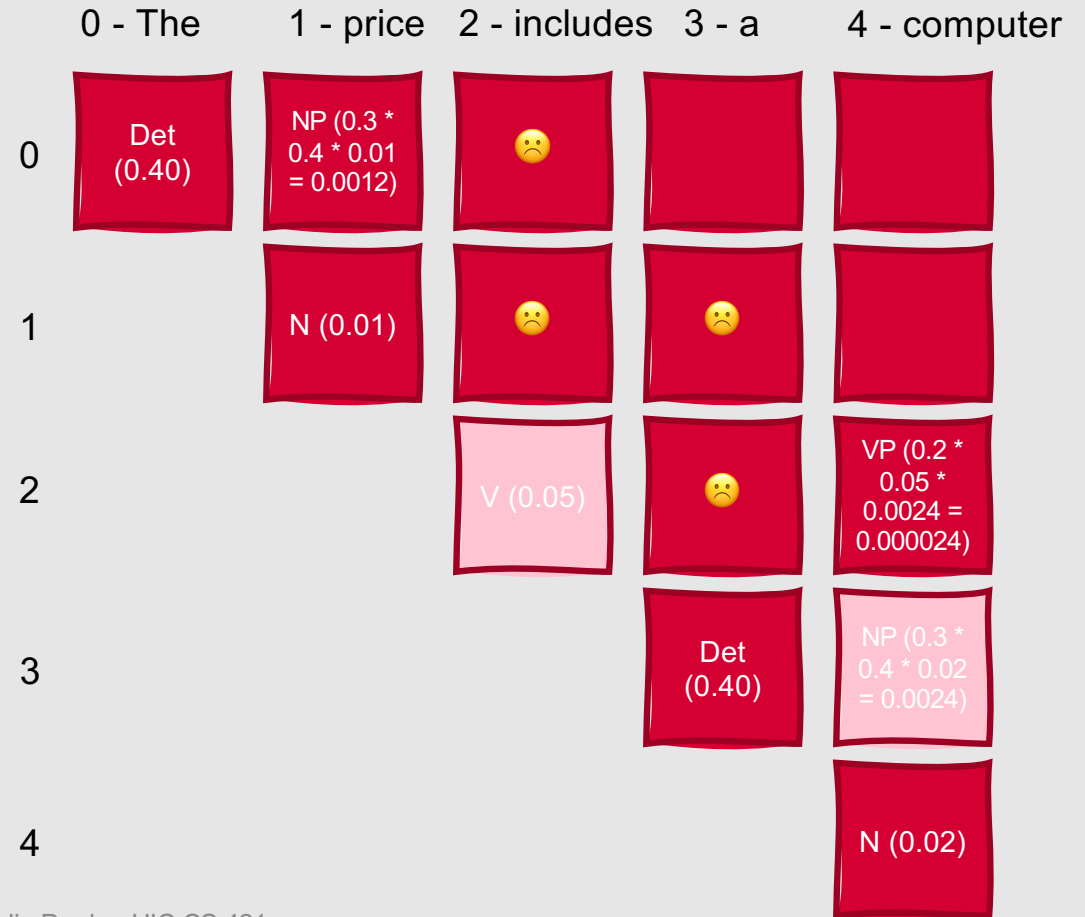 0 - The 1 - price 2 - includes 3 - a 4 - computer
0
Det
(0.40)
NP (0.3 *
0.4 * 0.01
= 0.0012)
1
N (0.01)
2
V (0.05)
VP (0.2 *
0.05 *
0.0024 =
0.000024)
3
Det
(0.40)
NP (0.3 *
0.4 * 0.02
= 0.0024)
4
N (0.02)